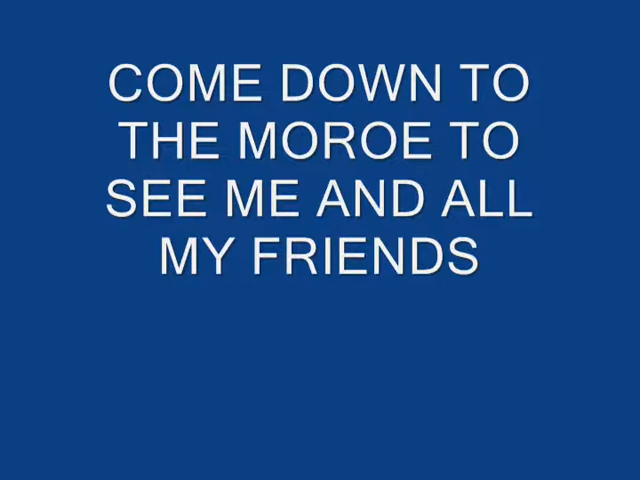 COME DOWN TO
THE MOROE TO
SEE ME AND ALL
MY FRIENDS